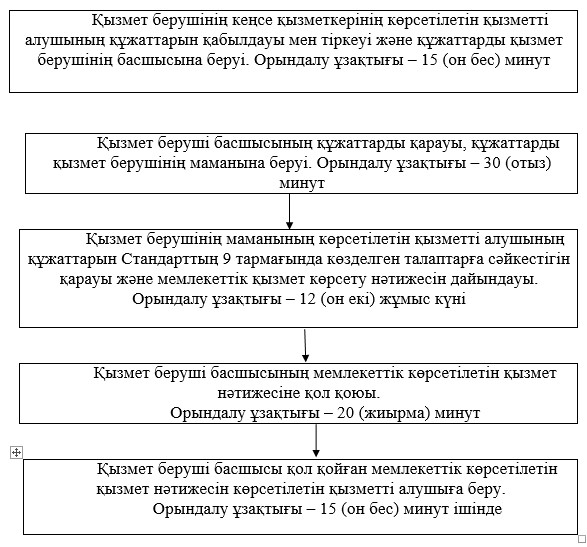 Қызмет берушінің кеңсе қызметкерінің көрсетілетін қызметті
алушының құжаттарын қабылдауы мен тіркеуі және құжаттарды қызмет
берушінің басшысына беруі. Орындалу ұзақтығы – 15 (он бес) минут
Қызмет беруші басшысының құжаттарды қарауы, құжаттарды
қызмет берушінің маманына беруі. Орындалу ұзақтығы – 30 (отыз)
минут
Қызмет берушінің маманының көрсетілетін қызметті алушының
құжаттарын Стандарттың 9 тармағында көзделген талаптарға сәйкестігін
қарауы және мемлекеттік қызмет көрсету нәтижесін дайындауы.
Орындалу ұзақтығы – 12 (он екі) жұмыс күні
Қызмет беруші басшысының мемлекеттік көрсетілетін қызмет
нәтижесіне қол қоюы.
Орындалу ұзақтығы – 20 (жиырма) минут
Қызмет беруші басшысы қол қойған мемлекеттік көрсетілетін
қызмет нәтижесін көрсетілетін қызметті алушыға беру.
Орындалу ұзақтығы – 15 (он бес) минут ішінде